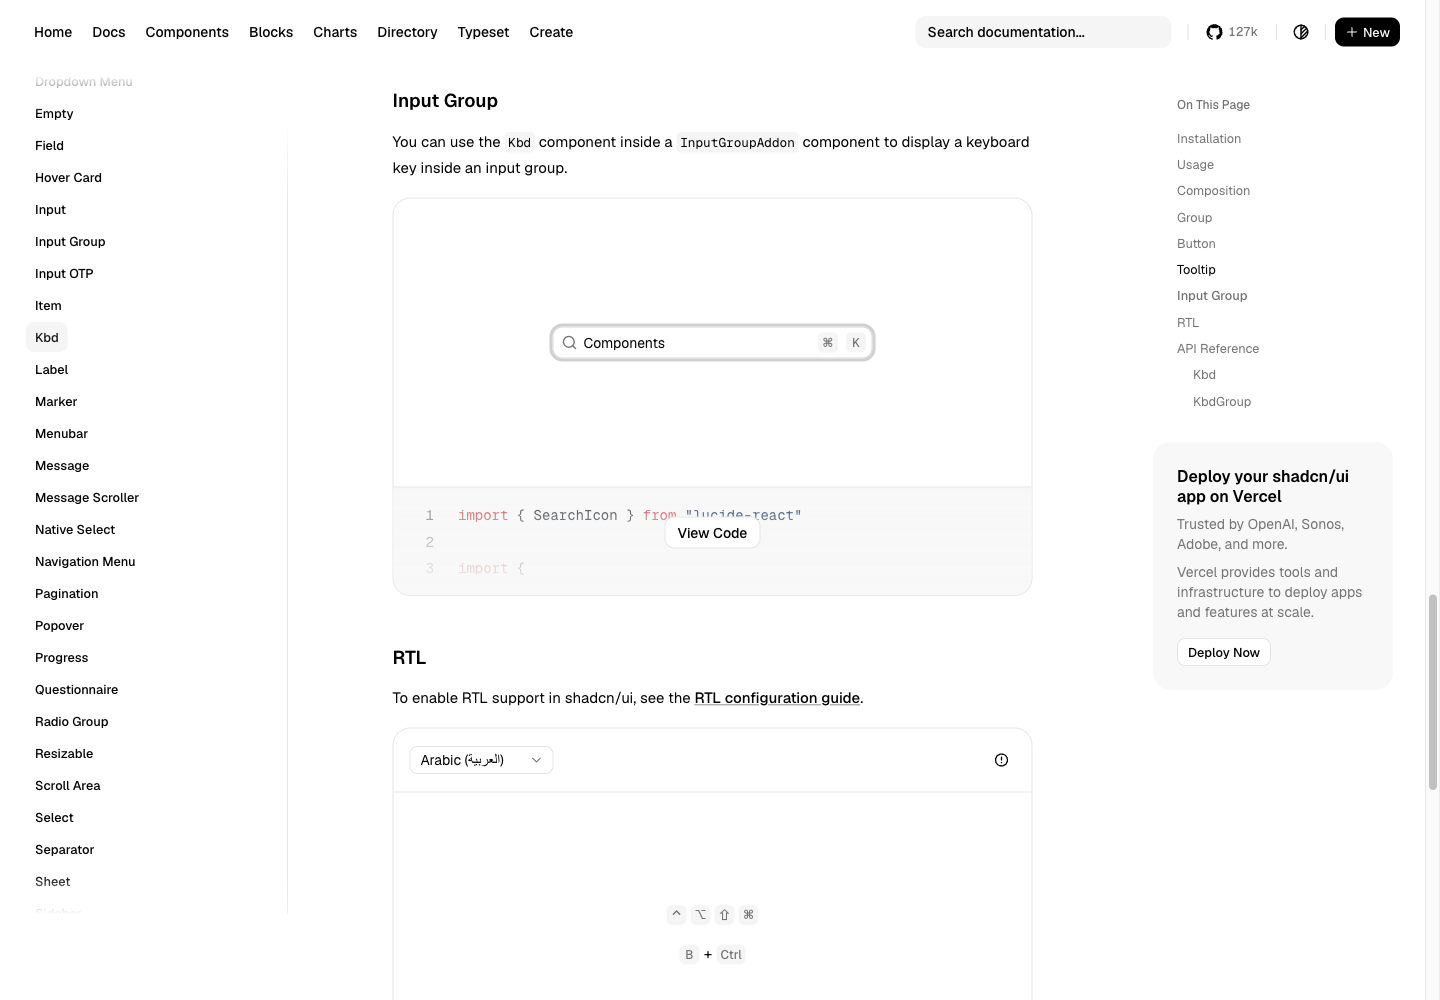 Home Docs Components Blocks Charts Directory Typeset Create
Search documentation...
127k
New
Dropdown Menu
Empty
Field
Hover Card
Input
Input Group
Input OTP
Item
Kbd
Label
Marker
Menubar
Message
Message Scroller
Native Select
Navigation Menu
Pagination
Popover
Progress
Questionnaire
Radio Group
Resizable
Scroll Area
Select
Separator
Sheet
Sidebar
Input Group
You can use the Kbd component inside a InputGroupAddon component to display a keyboard
key inside an input group.
Components ⌘ K
1 import { SearchIcon } from "lucide-react"
View Code
2
3 import {
RTL
To enable RTL support in shadcn/ui, see the RTL configuration guide.
Arabic (العربية)
⌃ ⌥ ⇧ ⌘
B + Ctrl
On This Page
Installation
Usage
Composition
Group
Button
Tooltip
Input Group
RTL
API Reference
Kbd
KbdGroup
Deploy your shadcn/ui
app on Vercel
Trusted by OpenAI, Sonos,
Adobe, and more.
Vercel provides tools and
infrastructure to deploy apps
and features at scale.
Deploy Now